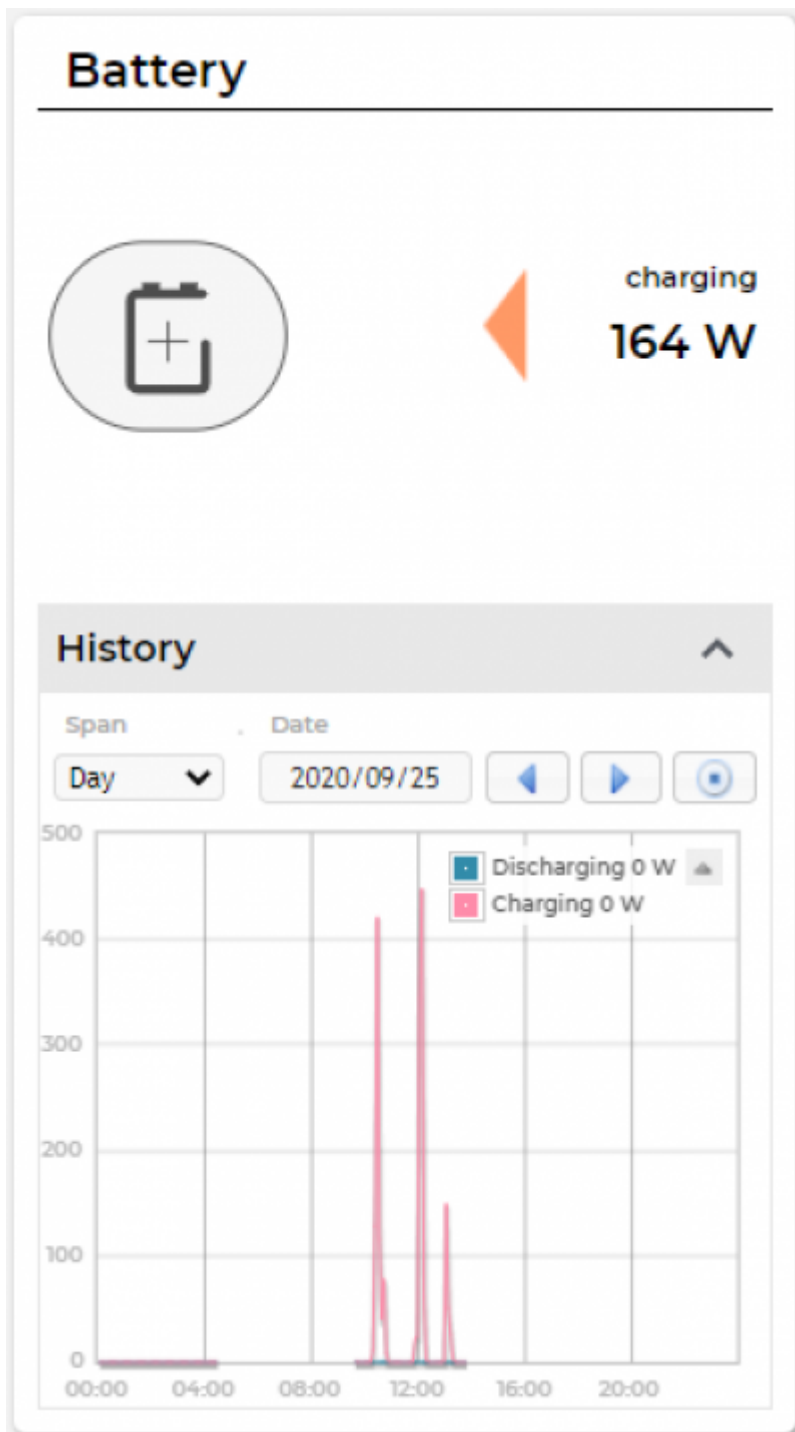 Battery
charging
164 W
History
Span . Date
Day 2020/09/25
500
Discharging 0 W
Charging 0 W
400
300
200
100
0
00:00 04:00 08:00 12:00 16:00 20:00